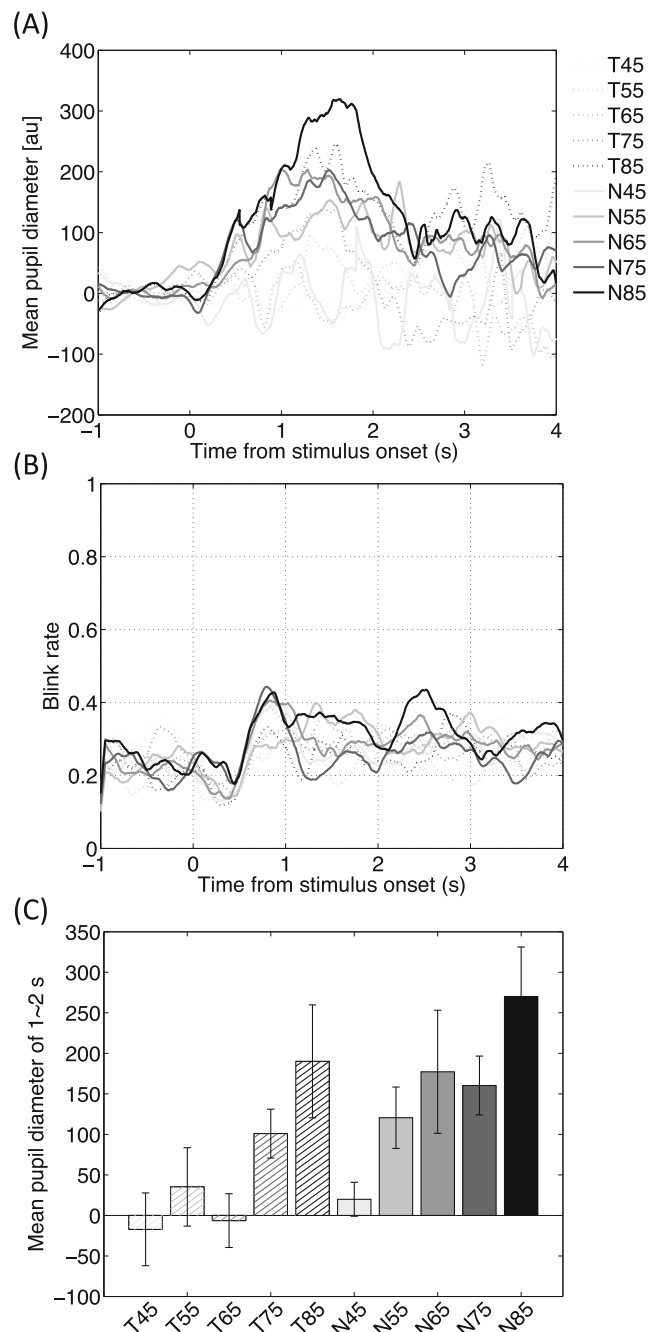 (A)
400
300
200
100
0
−100
−200
Mean pupil diameter [au]
−1 0 1 2 3 4
Time from stimulus onset (s)
T45
T55
T65
T75
T85
N45
N55
N65
N75
N85
(B)
1
0.8
0.6
0.4
0.2
0
Blink rate
−1 0 1 2 3 4
Time from stimulus onset (s)
(C)
350
300
250
200
150
100
50
0
−50
−100
Mean pupil diameter of 1~2 s
T45 T55 T65 T75 T85 N45 N55 N65 N75 N85